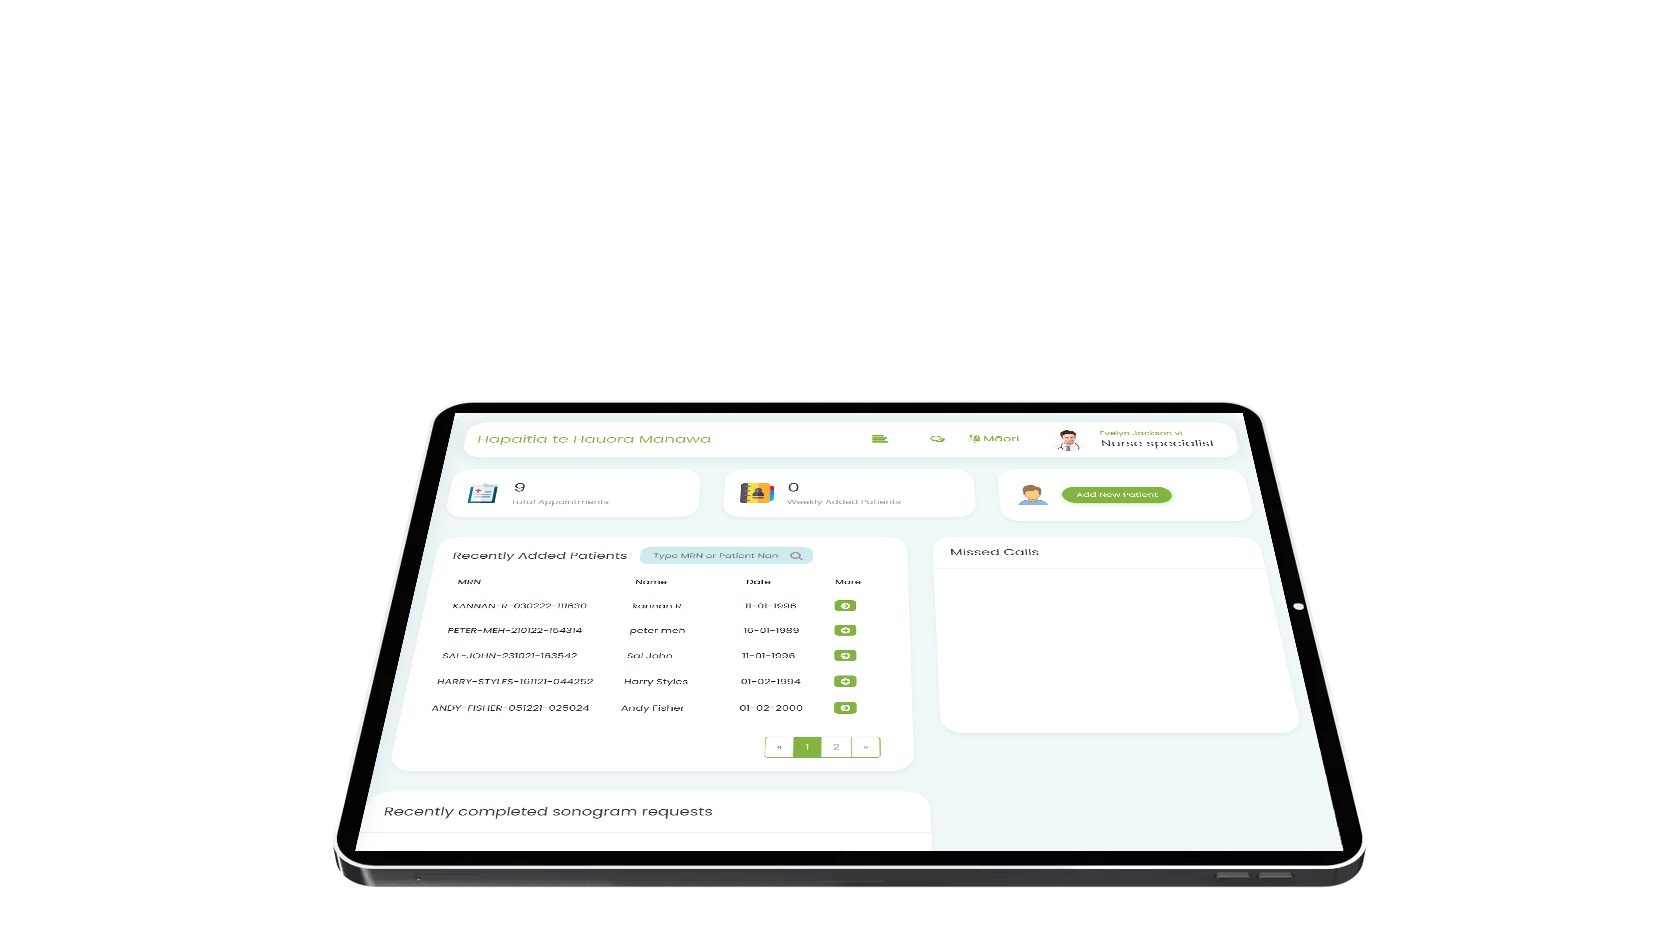 Hapaitia te Hauora Manawa
Māori
Evelyn Jackson vi
Nurse specialist
9
Total Appointments
0
Weekly Added Patients
Add New Patient
Recently Added Patients
Type MRN or Patient Nam
Missed Calls
MRN Name Date More
KANNAN-R-030222-111630 kannan R 11-01-1996
PETER-MEH-210122-154314 peter meh 16-01-1989
SAL-JOHN-231021-163542 Sal John 11-01-1996
HARRY-STYLES-161121-044252 Harry Styles 01-02-1994
ANDY-FISHER-051221-025024 Andy Fisher 01-02-2000
« 1 2 »
Recently completed sonogram requests